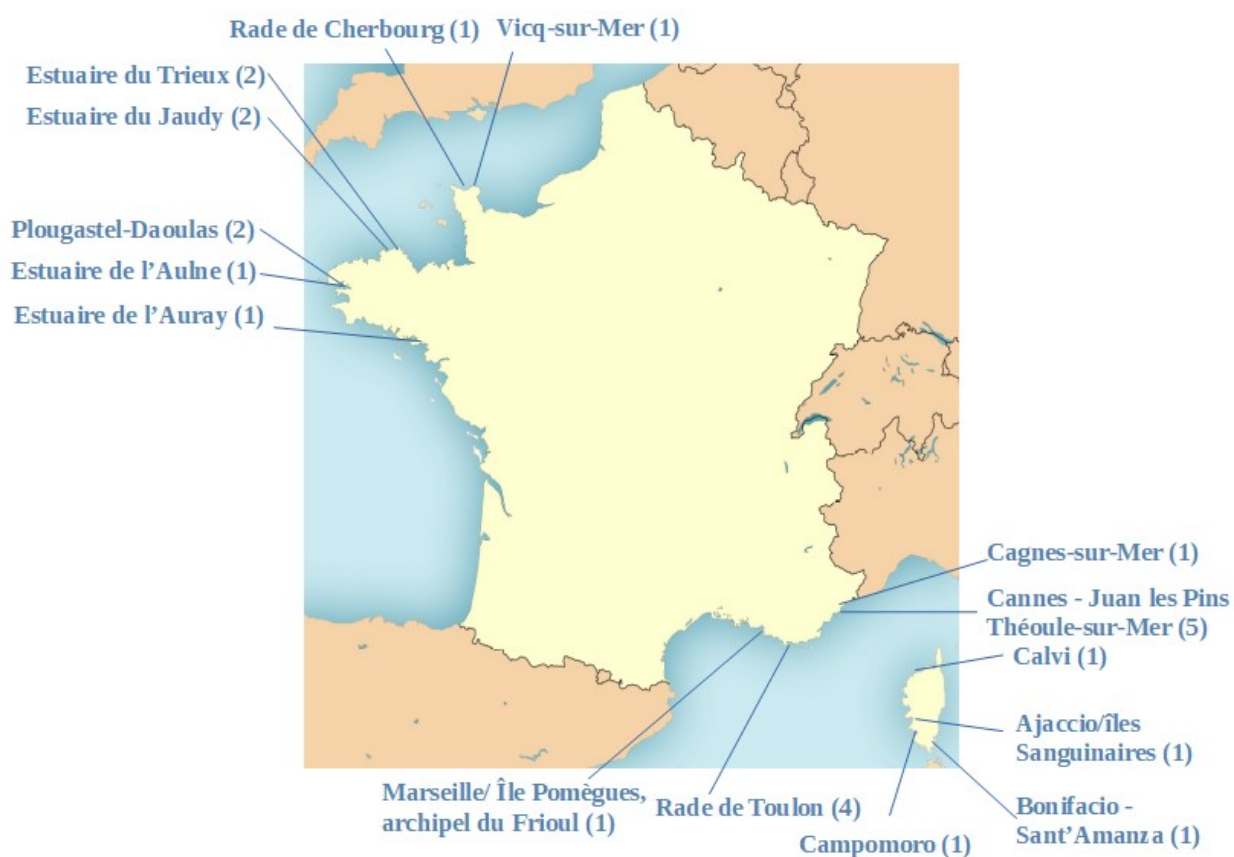 Rade de Cherbourg (1)
Vicq-sur-Mer (1)
Estuaire du Trieux (2)
Estuaire du Jaudy (2)
Plougastel-Daoulas (2)
Estuaire de l’Aulne (1)
Estuaire de l’Auray (1)
Cagnes-sur-Mer (1)
Cannes - Juan les Pins
Théoule-sur-Mer (5)
Calvi (1)
Ajaccio/îles
Sanguinaires (1)
Marseille/ Île Pomègues,
archipel du Frioul (1)
Rade de Toulon (4)
Campomoro (1)
Bonifacio -
Sant’Amanza (1)